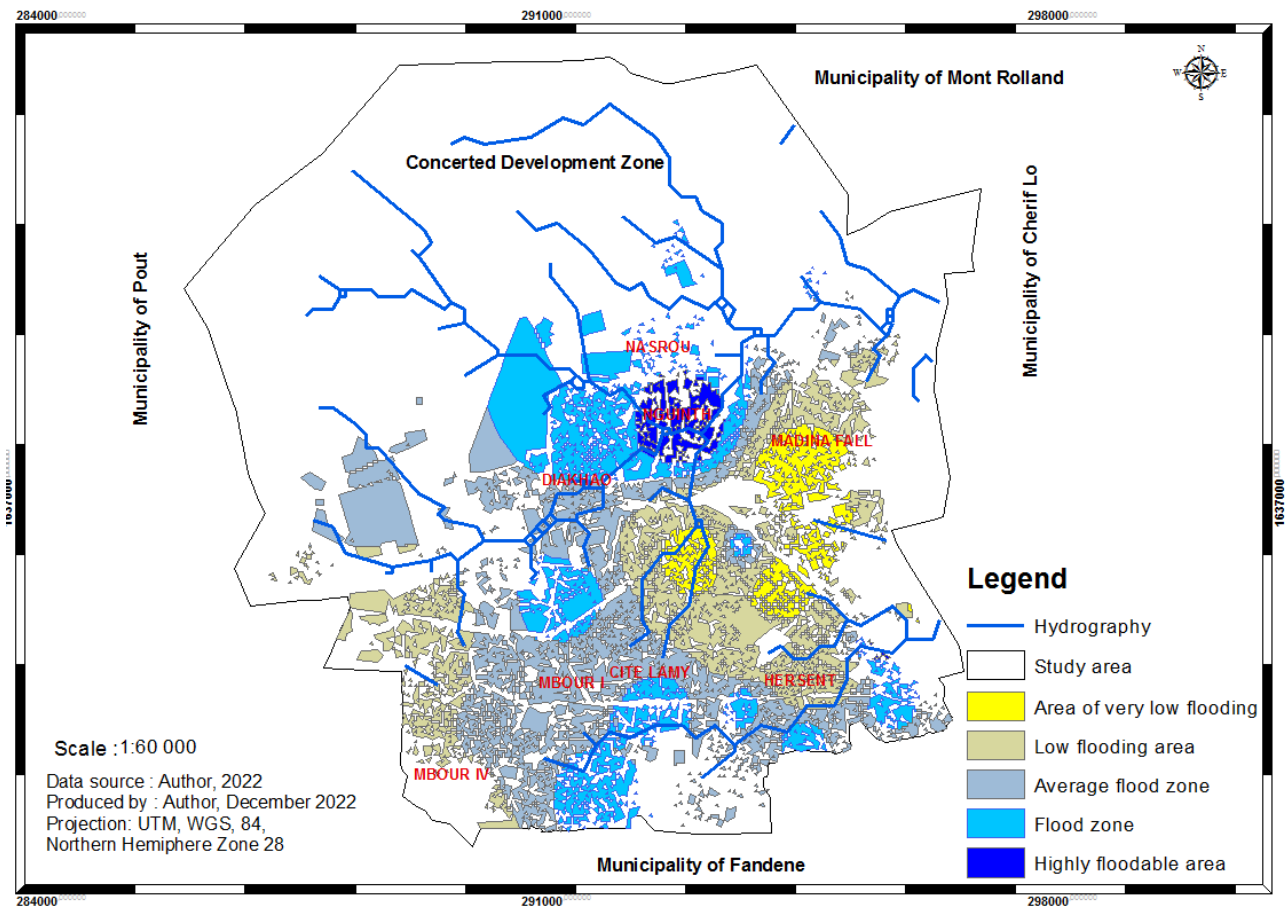 284000 291000 298000
Municipality of Mont Rolland
N
W E
S
Concerted Development Zone
Municipality of Cherif Lo
Municipality of Pout
NASROU
NGUINTH
MADINA FALL
DIAKHAO
1637000 1637000
Legend
Hydrography
Study area
Area of very low flooding
Low flooding area
Average flood zone
Flood zone
Highly floodable area
CITE LAMY
MBOUR I
HERSENT
MBOUR IV
Scale :1:60 000
Data source : Author, 2022
Produced by : Author, December 2022
Projection: UTM, WGS, 84,
Northern Hemiphere Zone 28
Municipality of Fandene
284000 291000 298000